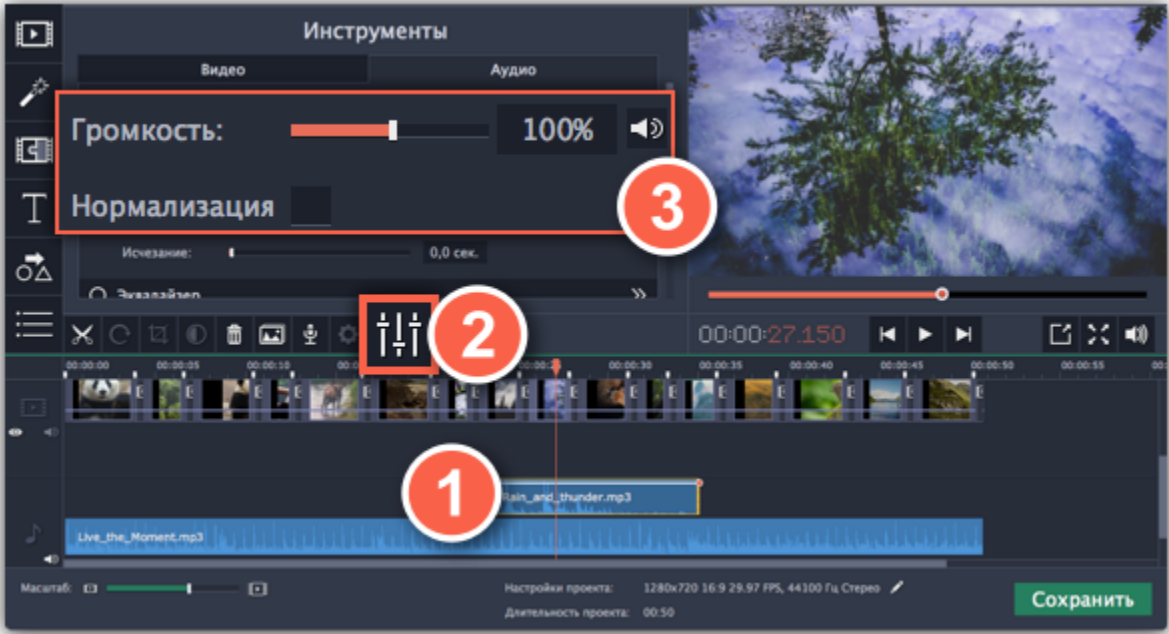 Инструменты
Видео Аудио
Громкость: 100%
3
Нормализация
Исчезание: 0,0 сек.
Эквалайзер
T
2
00:00:27.150
00:00:00 00:00:05 00:00:10 00:00:30 00:00:35 00:00:40 00:00:45 00:00:50 00:00:55
1
Rain_and_thunder.mp3
Live_the_Moment.mp3
Масштаб:
Настройки проекта: 1280x720 16:9 29.97 FPS, 44100 Гц Стерео
Длительность проекта: 00:50
Сохранить